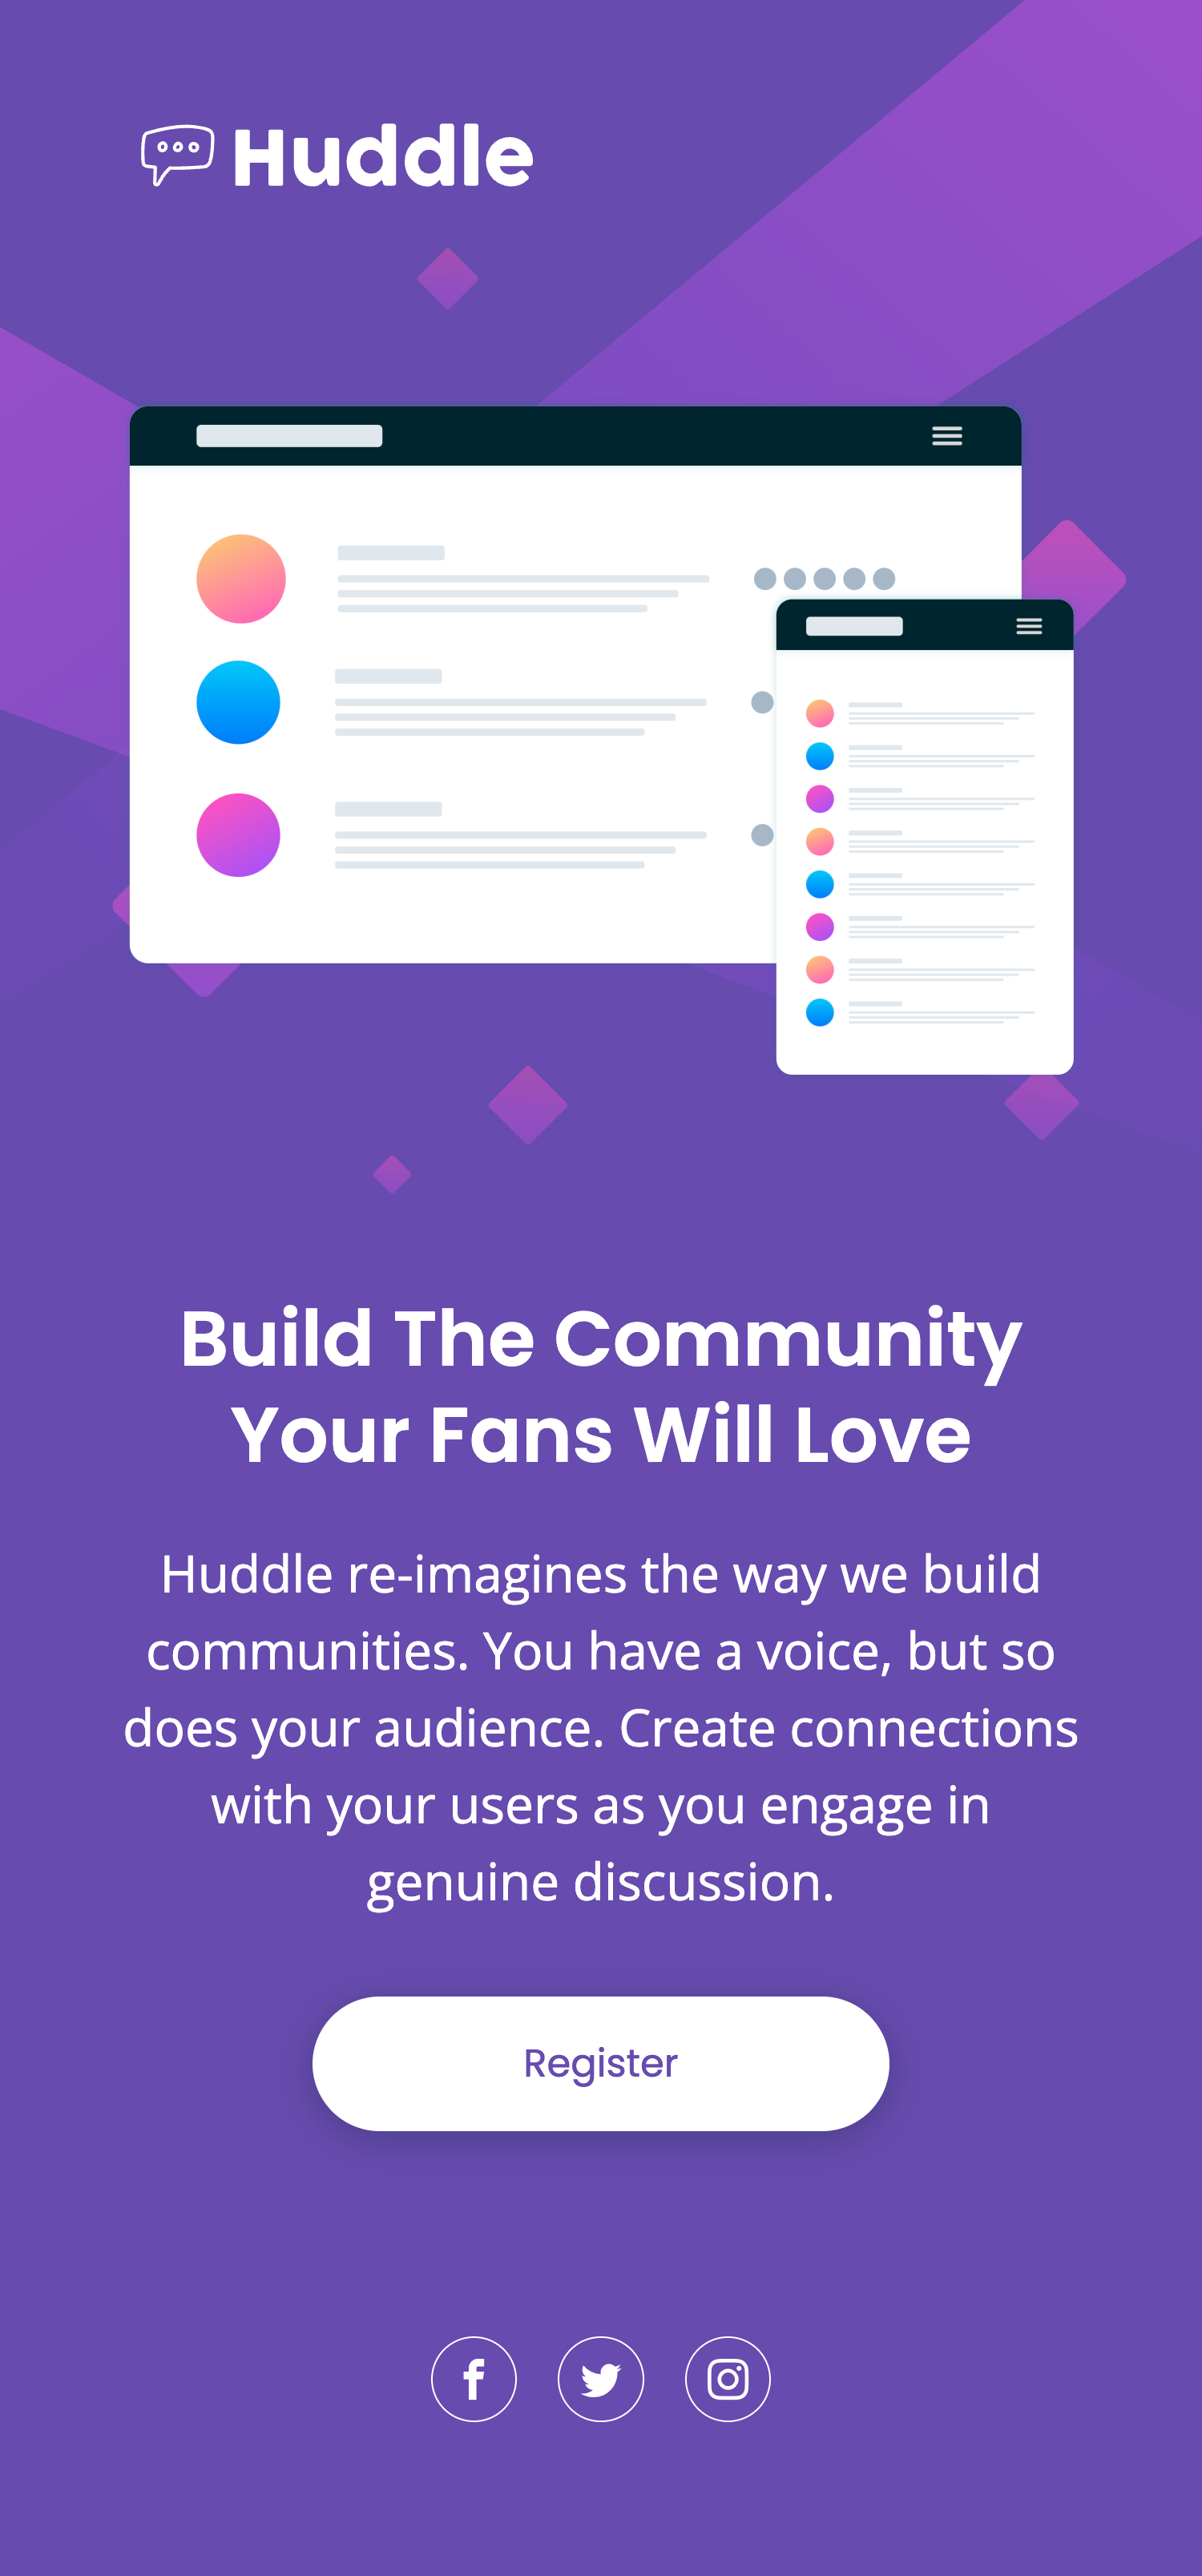 Huddle
Build The Community
Your Fans Will Love
Huddle re-imagines the way we build
communities. You have a voice, but so
does your audience. Create connections
with your users as you engage in
genuine discussion.
Register